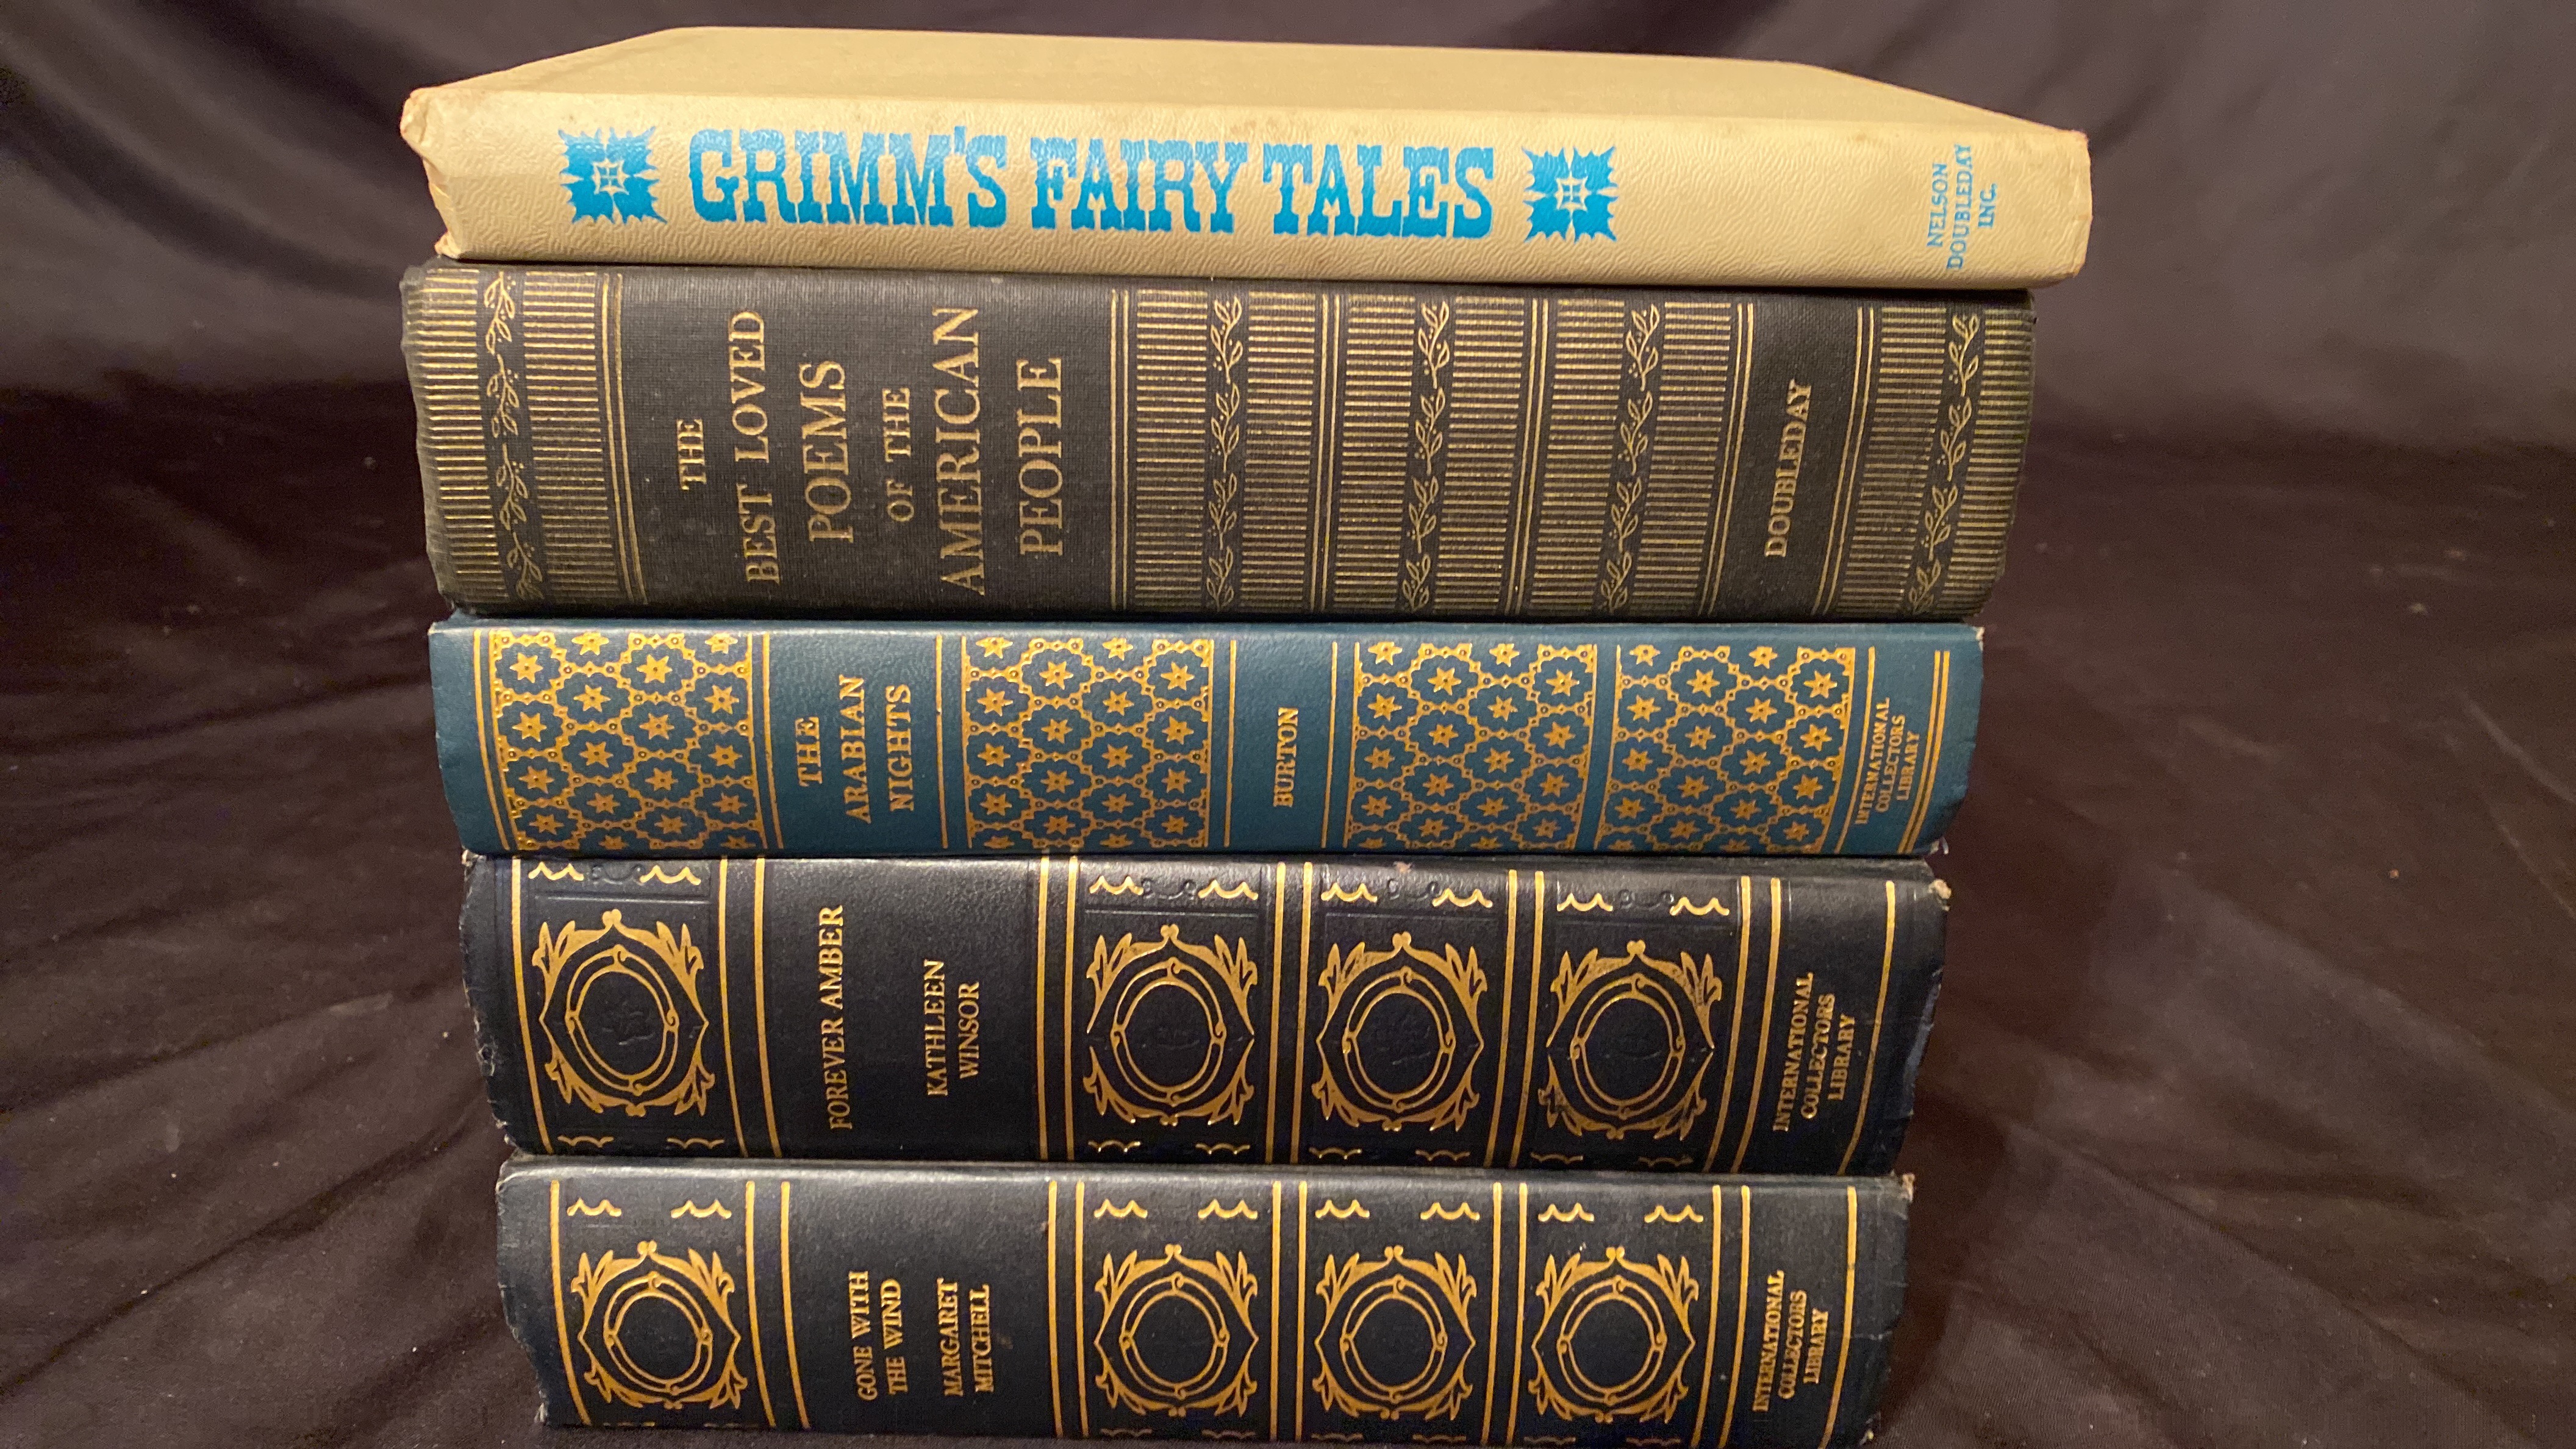 GRIMM'S FAIRY TALES
NELSON
DOUBLEDAY
INC.
THE
BEST LOVED
POEMS
OF THE
AMERICAN
PEOPLE
DOUBLEDAY
THE
ARABIAN
NIGHTS
BURTON
INTERNATIONAL
COLLECTORS
LIBRARY
FOREVER AMBER
KATHLEEN
WINSOR
INTERNATIONAL
COLLECTORS
LIBRARY
GONE WITH
THE WIND
MARGARET
MITCHELL
INTERNATIONAL
COLLECTORS
LIBRARY